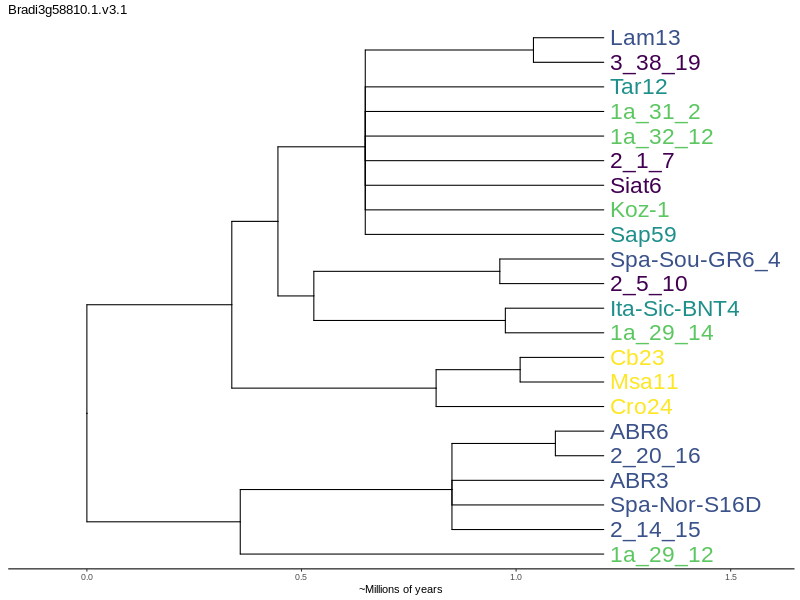 Bradi3g58810.1.v3.1
Lam13
3_38_19
Tar12
1a_31_2
1a_32_12
2_1_7
Siat6
Koz-1
Sap59
Spa-Sou-GR6_4
2_5_10
Ita-Sic-BNT4
1a_29_14
Cb23
Msa11
Cro24
ABR6
2_20_16
ABR3
Spa-Nor-S16D
2_14_15
1a_29_12
0.0 0.5 1.0 1.5
~Millions of years